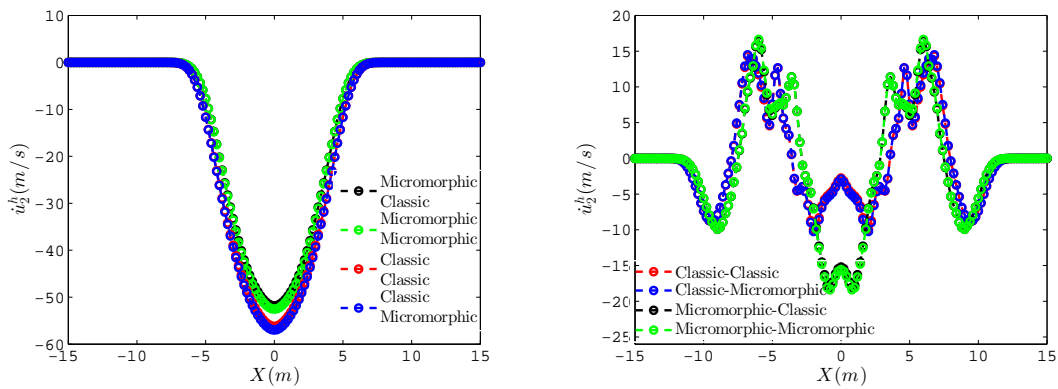 10
0
-10
-20
-30
-40
-50
-60
-15
-10
-5
0
5
10
15
X(m)
u̇₂ʰ(m/s)
Micromorphic
Classic
Micromorphic
Micromorphic
Classic
Classic
Classic
Micromorphic
20
15
10
5
0
-5
-10
-15
-20
-25
-15
-10
-5
0
5
10
15
X(m)
u̇₂ʰ(m/s)
Classic-Classic
Classic-Micromorphic
Micromorphic-Classic
Micromorphic-Micromorphic